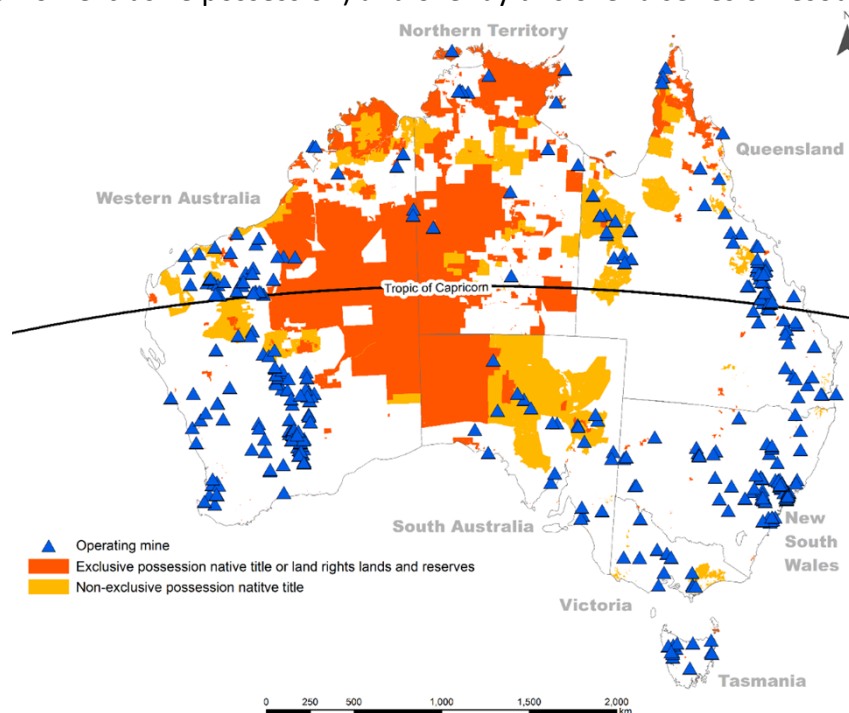 Northern Territory
N
Queensland
Western Australia
Tropic of Capricorn
South Australia
New
South
Wales
Operating mine
Exclusive possession native title or land rights lands and reserves
Non-exclusive possession natitve title
Victoria
Tasmania
0 250 500 1,000 1,500 2,000
km